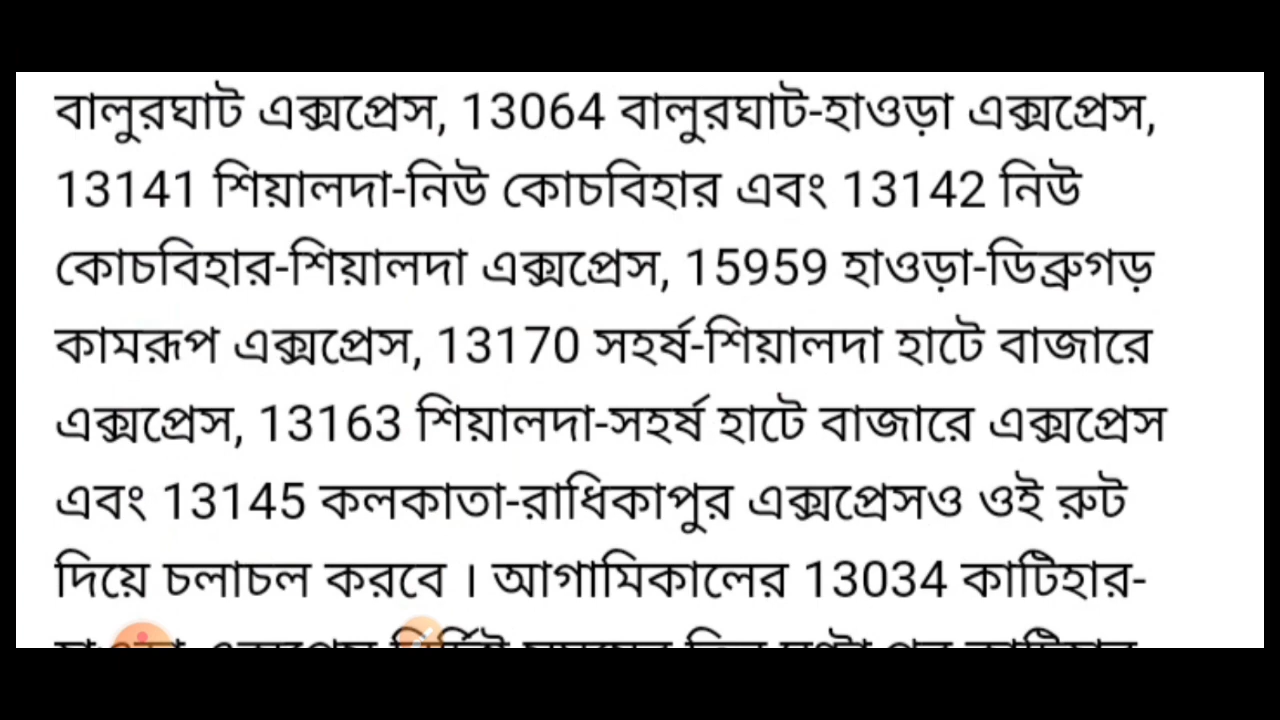 বালুরঘাট এক্সপ্রেস, 13064 বালুরঘাট-হাওড়া এক্সপ্রেস,
13141 শিয়ালদা-নিউ কোচবিহার এবং 13142 নিউ
কোচবিহার-শিয়ালদা এক্সপ্রেস, 15959 হাওড়া-ডিব্রুগড়
কামরূপ এক্সপ্রেস, 13170 সহর্ষ-শিয়ালদা হাটে বাজারে
এক্সপ্রেস, 13163 শিয়ালদা-সহর্ষ হাটে বাজারে এক্সপ্রেস
এবং 13145 কলকাতা-রাধিকাপুর এক্সপ্রেসও ওই রুট
দিয়ে চলাচল করবে । আগামিকালের 13034 কাটিহার-